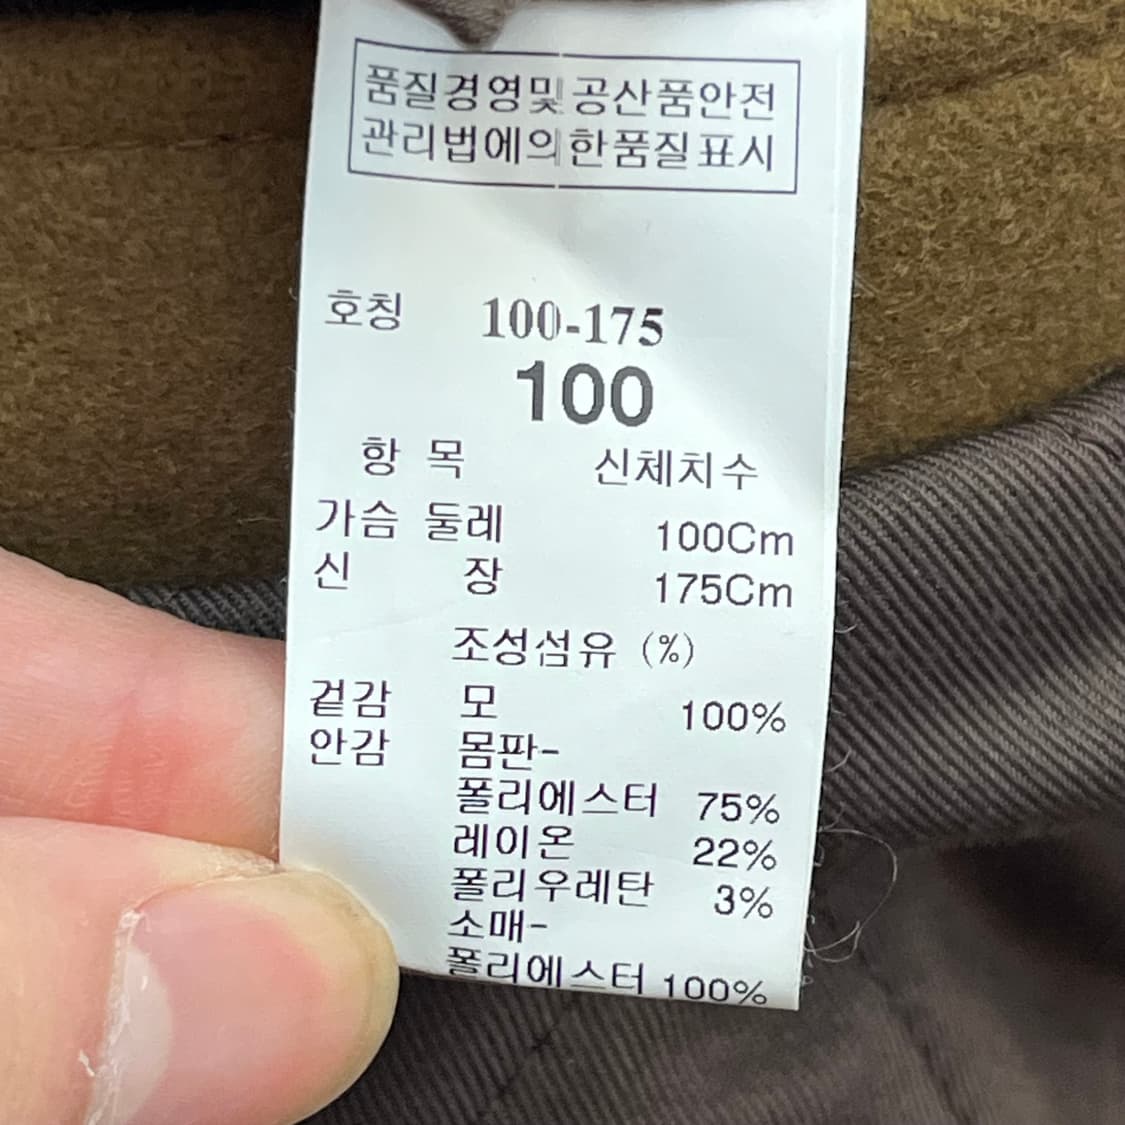 품질경영및공산품안전
관리법에의한품질표시
호칭 100-175
100
항 목 신체치수
가슴 둘레 100Cm
신 장 175Cm
조성섬유 (%)
겉감 모 100%
안감 몸판-
폴리에스터 75%
레이온 22%
폴리우레탄 3%
소매-
폴리에스터 100%